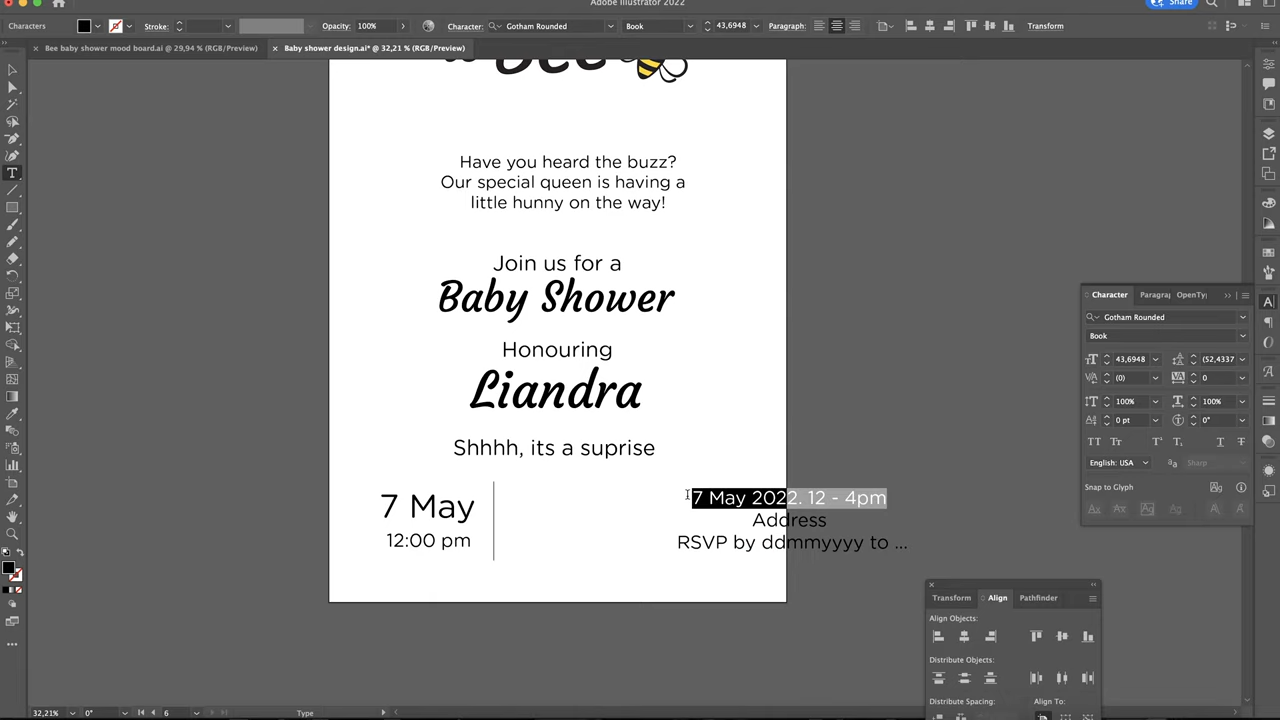 Adobe Illustrator 2022
Share
Characters
Stroke:
Opacity: 100%
Character: Gotham Rounded
Book
43,6948
Paragraph:
Transform
Bee baby shower mood board.ai @ 29,94 % (RGB/Preview)
Baby shower design.ai* @ 32,21 % (RGB/Preview)
Bee
Have you heard the buzz?
Our special queen is having a
little hunny on the way!
Join us for a
Baby Shower
Honouring
Liandra
Shhhh, its a suprise
7 May
12:00 pm
7 May 2022. 12 - 4pm
Address
RSVP by ddmmyyyy to ...
Character
Paragraph
OpenTy
Gotham Rounded
Book
43,6948
(52,4337
(0)
0
100%
100%
0 pt
0°
English: USA
Sharp
Snap to Glyph
Transform
Align
Pathfinder
Align Objects:
Distribute Objects:
Distribute Spacing:
Align To:
32,21%
0°
6
Type